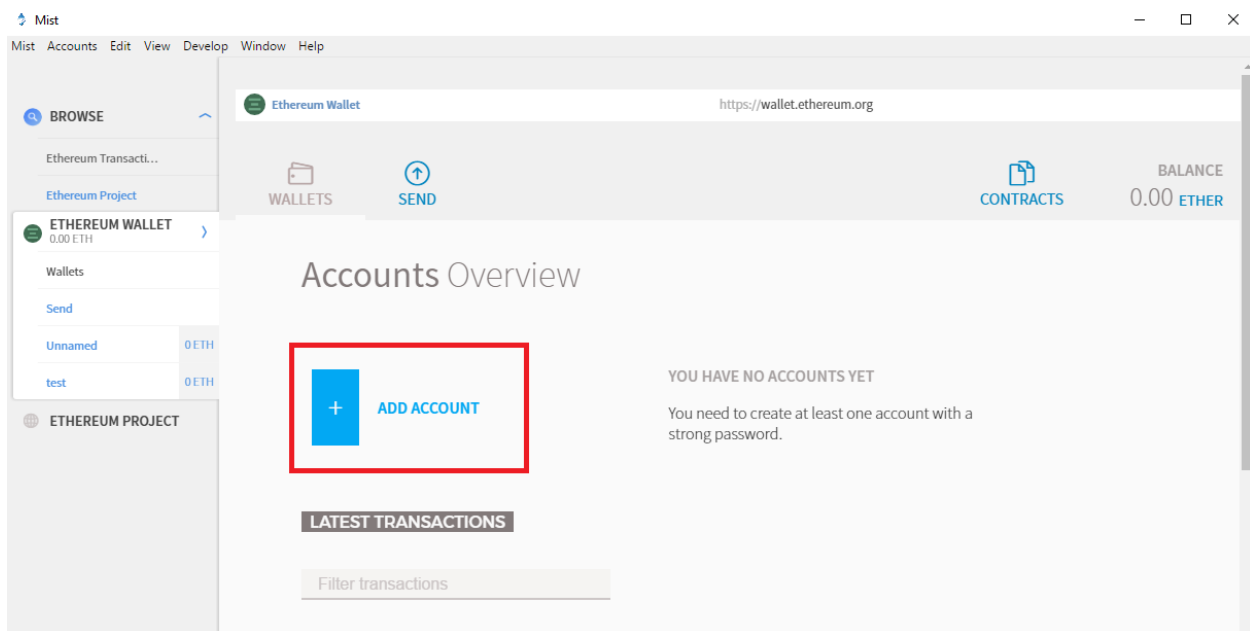 Mist
Mist Accounts Edit View Develop Window Help
BROWSE
Ethereum Transacti...
Ethereum Project
ETHEREUM WALLET
0.00 ETH
Wallets
Send
Unnamed 0 ETH
test 0 ETH
ETHEREUM PROJECT
Ethereum Wallet https://wallet.ethereum.org
WALLETS SEND CONTRACTS
BALANCE
0.00 ETHER
Accounts Overview
+ ADD ACCOUNT
YOU HAVE NO ACCOUNTS YET
You need to create at least one account with a
strong password.
LATEST TRANSACTIONS
Filter transactions